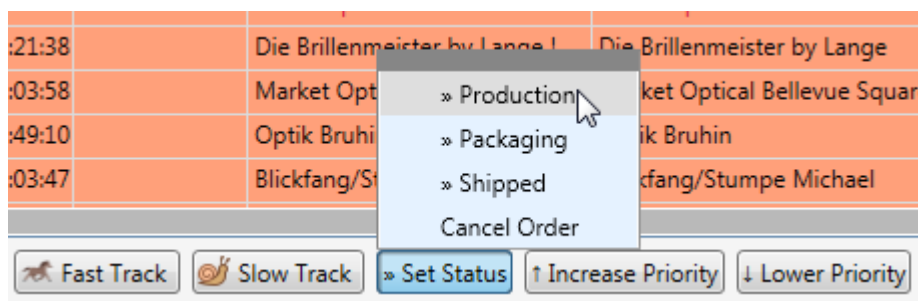 :21:38 Die Brillenmeister by Lange ! Die Brillenmeister by Lange
:03:58 Market Opt ket Optical Bellevue Squar
» Production
:49:10 Optik Bruhi ik Bruhin
» Packaging
:03:47 Blickfang/St kfang/Stumpe Michael
» Shipped
Cancel Order
Fast Track Slow Track » Set Status ↑ Increase Priority ↓ Lower Priority